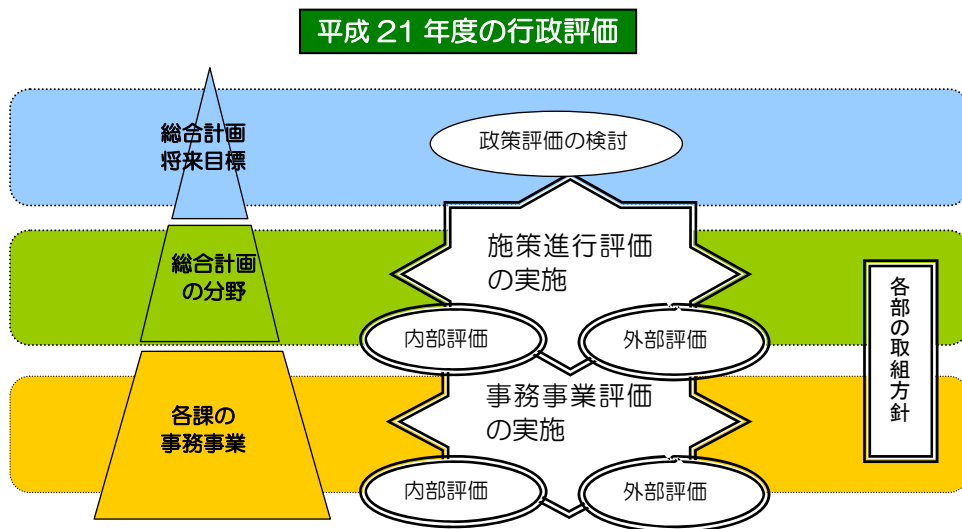 平成 21 年度の行政評価
総合計画
将来目標
政策評価の検討
総合計画
の分野
施策進行評価
の実施
内部評価
外部評価
各部の取組方針
各課の
事務事業
事務事業評価
の実施
内部評価
外部評価